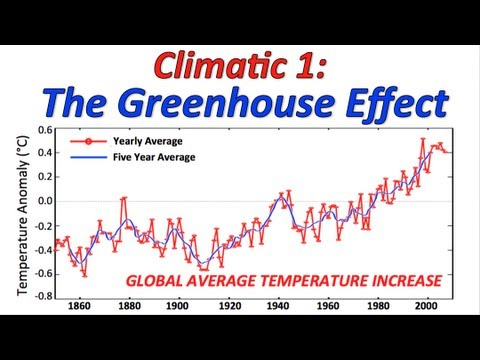 Climatic 1:
The Greenhouse Effect
Temperature Anomaly (°C)
0.6
0.4
0.2
0.0
-0.2
-0.4
-0.6
-0.8
Yearly Average
Five Year Average
GLOBAL AVERAGE TEMPERATURE INCREASE
1860 1880 1900 1920 1940 1960 1980 2000